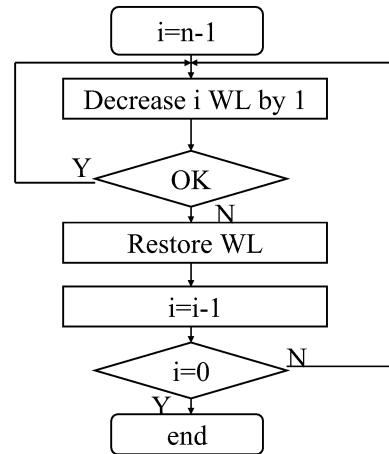 i=n-1
Decrease i WL by 1
Y
OK
N
Restore WL
i=i-1
i=0
N
Y
end